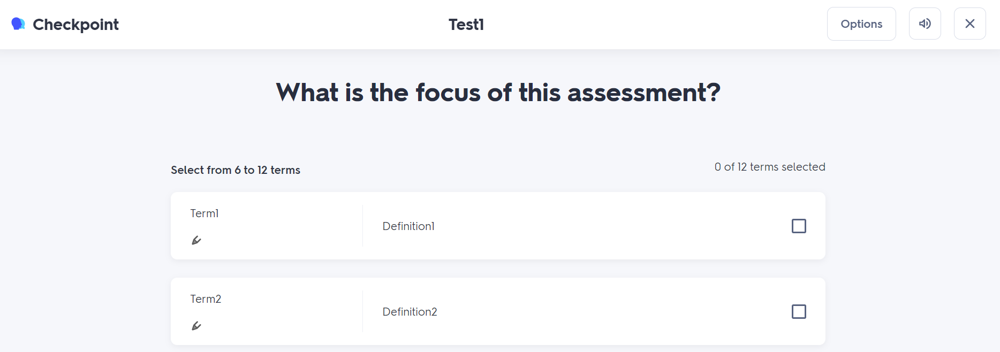 Checkpoint
Test1
Options
What is the focus of this assessment?
Select from 6 to 12 terms
0 of 12 terms selected
Term1
Definition1
Term2
Definition2